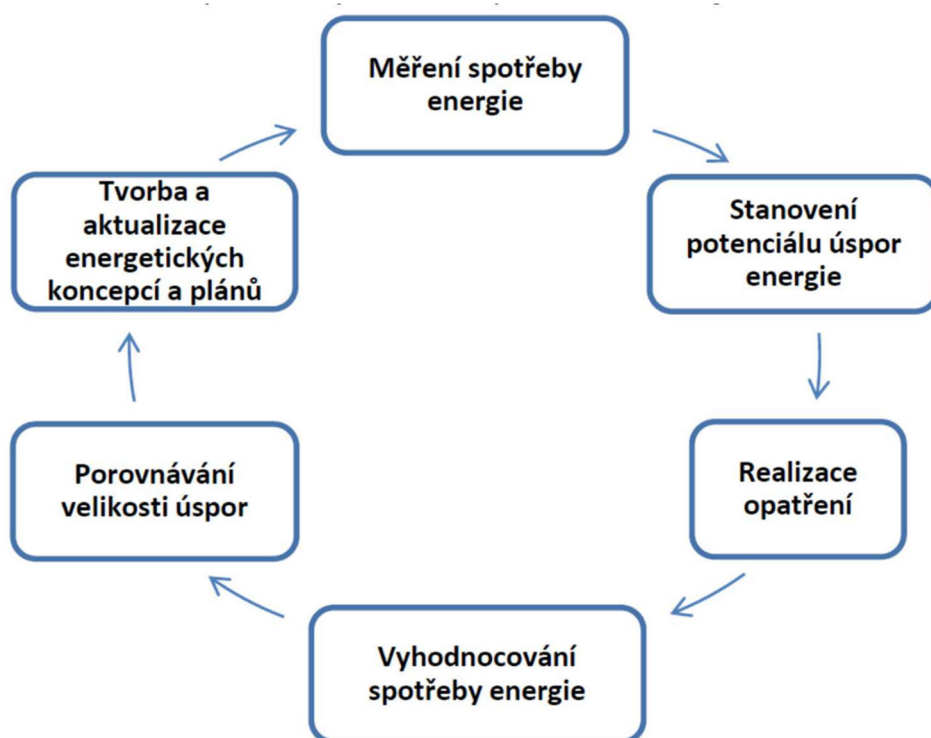 Měření spotřeby
energie
Stanovení
potenciálu úspor
energie
Realizace
opatření
Vyhodnocování
spotřeby energie
Porovnávání
velikosti úspor
Tvorba a
aktualizace
energetických
koncepcí a plánů